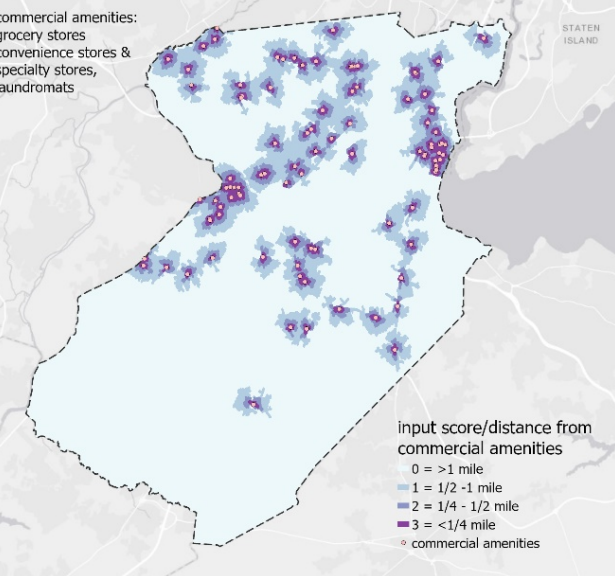 commercial amenities:
grocery stores
convenience stores &
specialty stores,
laundromats
STATEN
ISLAND
input score/distance from
commercial amenities
0 = >1 mile
1 = 1/2 -1 mile
2 = 1/4 - 1/2 mile
3 = <1/4 mile
commercial amenities